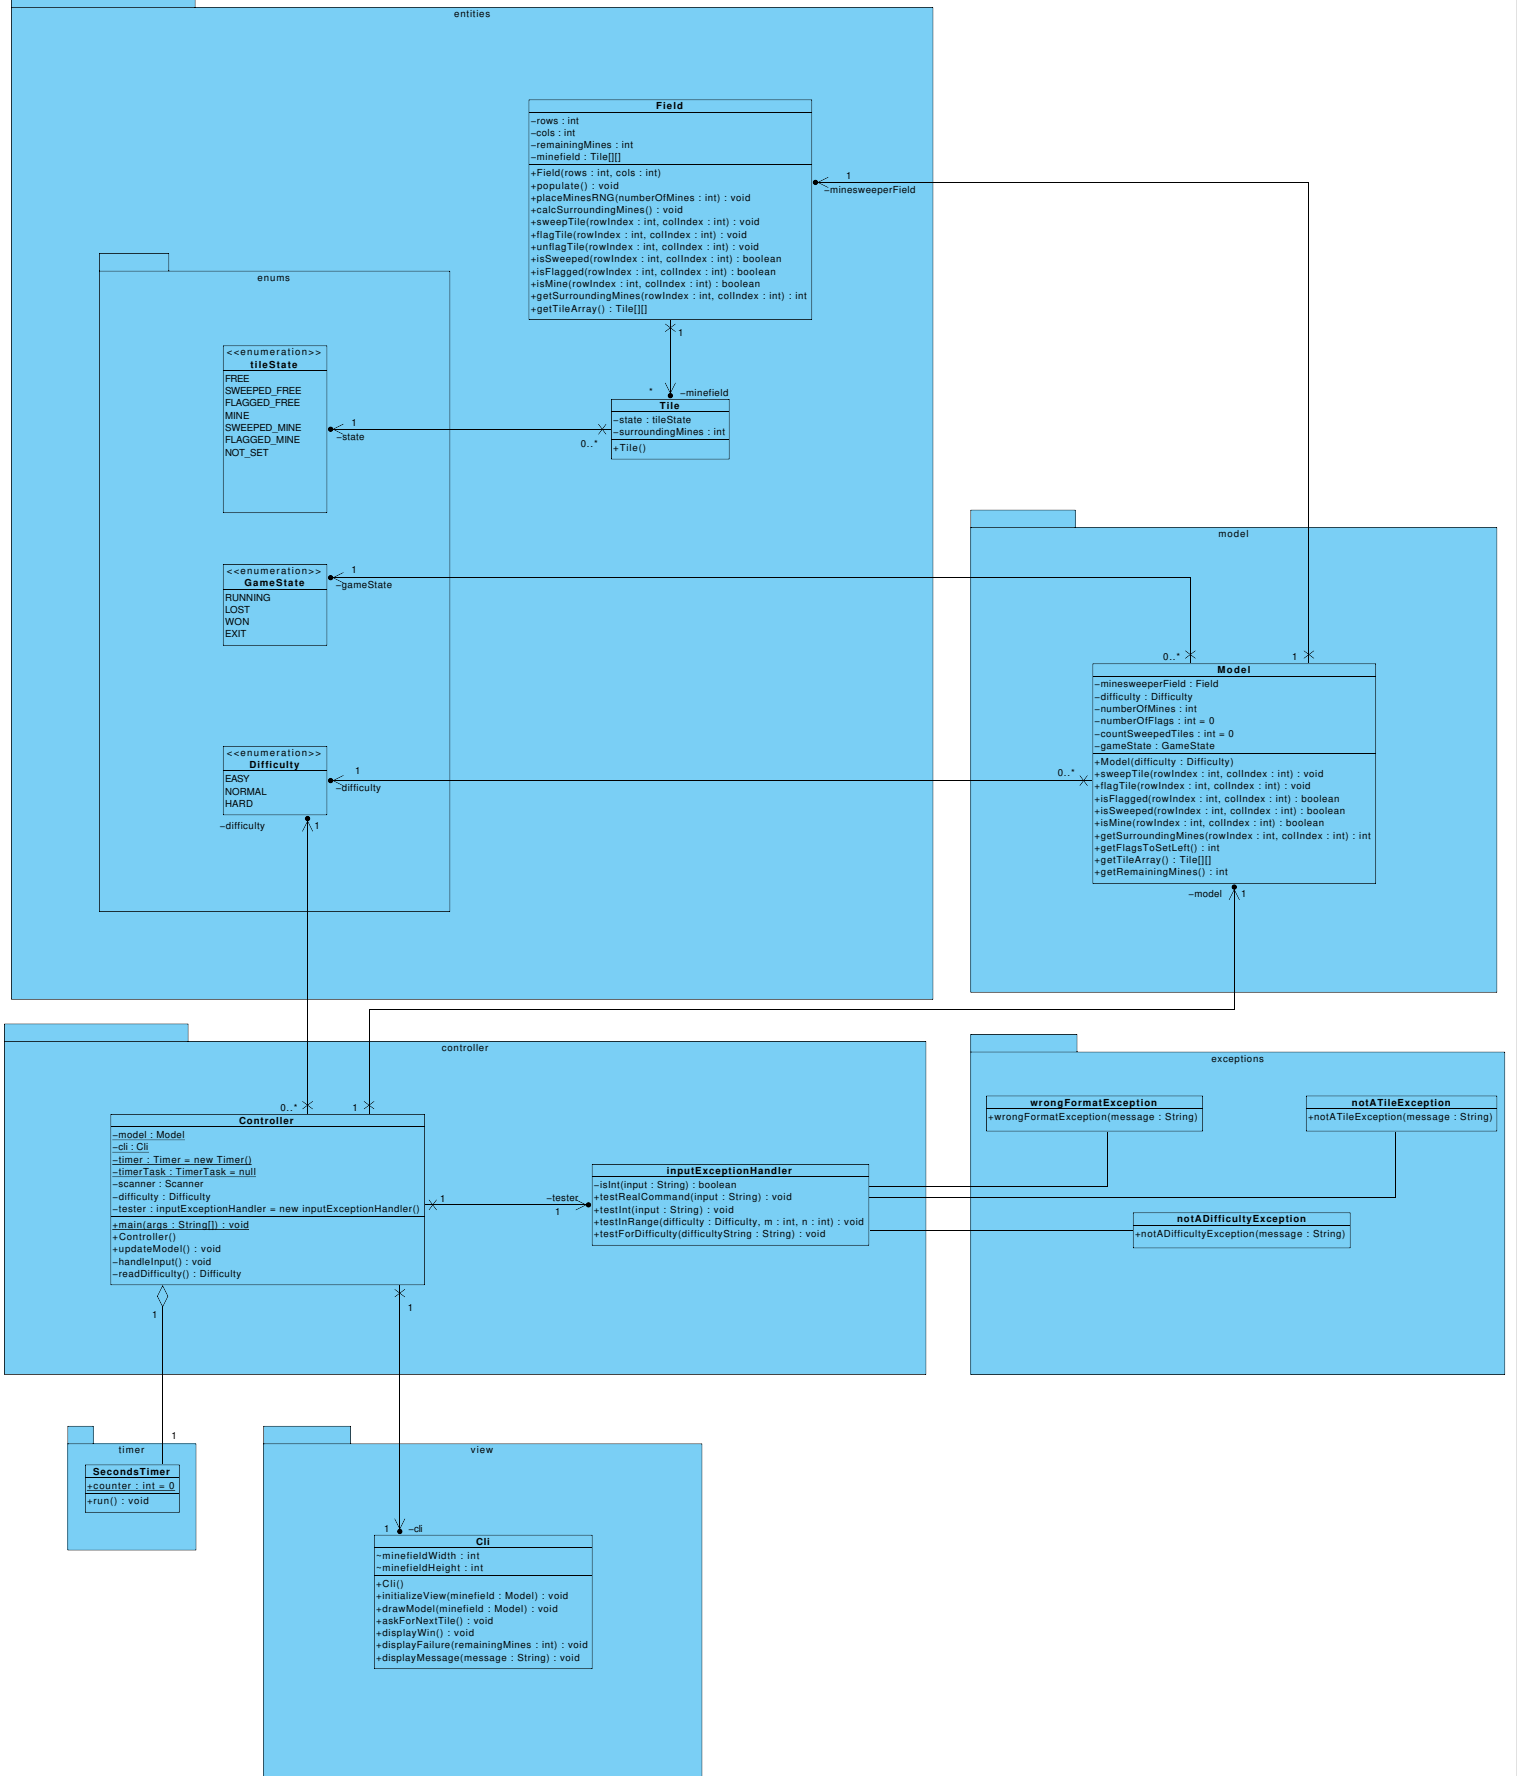 entities
Field
–rows : int
–cols : int
–remainingMines : int
–minefield : Tile[][]
+Field(rows : int, cols : int)
+populate() : void
+placeMinesRNG(numberOfMines : int) : void
+calcSurroundingMines() : void
+sweepTile(rowIndex : int, colIndex : int) : void
+flagTile(rowIndex : int, colIndex : int) : void
+unflagTile(rowIndex : int, colIndex : int) : void
+isSweeped(rowIndex : int, colIndex : int) : boolean
+isFlagged(rowIndex : int, colIndex : int) : boolean
+isMine(rowIndex : int, colIndex : int) : boolean
+getSurroundingMines(rowIndex : int, colIndex : int) : int
+getTileArray() : Tile[][]
1
–minesweeperField
enums
1
* –minefield
<<enumeration>>
tileState
FREE
SWEEPED_FREE
FLAGGED_FREE
MINE
SWEEPED_MINE
FLAGGED_MINE
NOT_SET
1
–state
0..*
Tile
–state : tileState
–surroundingMines : int
+Tile()
<<enumeration>>
GameState
RUNNING
LOST
WON
EXIT
1
–gameState
<<enumeration>>
Difficulty
EASY
NORMAL
HARD
1
–difficulty
–difficulty 1
model
0..* 1
0..*
Model
–minesweeperField : Field
–difficulty : Difficulty
–numberOfMines : int
–numberOfFlags : int = 0
–countSweepedTiles : int = 0
–gameState : GameState
+Model(difficulty : Difficulty)
+sweepTile(rowIndex : int, colIndex : int) : void
+flagTile(rowIndex : int, colIndex : int) : void
+isFlagged(rowIndex : int, colIndex : int) : boolean
+isSweeped(rowIndex : int, colIndex : int) : boolean
+isMine(rowIndex : int, colIndex : int) : boolean
+getSurroundingMines(rowIndex : int, colIndex : int) : int
+getFlagsToSetLeft() : int
+getTileArray() : Tile[][]
+getRemainingMines() : int
–model 1
controller
0..* 1
Controller
–model : Model
–cli : Cli
–timer : Timer = new Timer()
–timerTask : TimerTask = null
–scanner : Scanner
–difficulty : Difficulty
–tester : inputExceptionHandler = new inputExceptionHandler()
+main(args : String[]) : void
+Controller()
+updateModel() : void
–handleInput() : void
–readDifficulty() : Difficulty
1
–tester
1
inputExceptionHandler
–isInt(input : String) : boolean
+testRealCommand(input : String) : void
+testInt(input : String) : void
+testInRange(difficulty : Difficulty, m : int, n : int) : void
+testForDifficulty(difficultyString : String) : void
exceptions
wrongFormatException
+wrongFormatException(message : String)
notATileException
+notATileException(message : String)
notADifficultyException
+notADifficultyException(message : String)
1
1
1
timer
SecondsTimer
+counter : int = 0
+run() : void
view
1 –cli
Cli
~minefieldWidth : int
~minefieldHeight : int
+Cli()
+initializeView(minefield : Model) : void
+drawModel(minefield : Model) : void
+askForNextTile() : void
+displayWin() : void
+displayFailure(remainingMines : int) : void
+displayMessage(message : String) : void